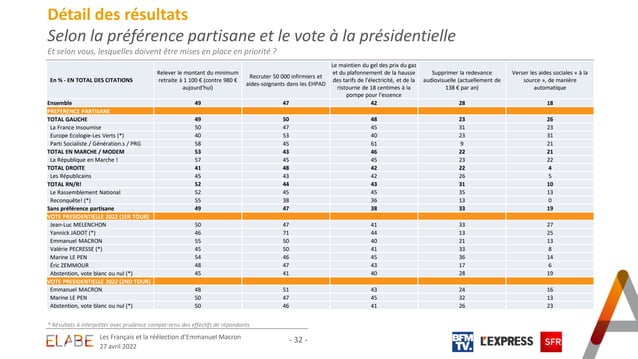 Détail des résultats
Selon la préférence partisane et le vote à la présidentielle
Et selon vous, lesquelles doivent être mises en place en priorité ?
En % - EN TOTAL DES CITATIONS
Relever le montant du minimum retraite à 1 100 € (contre 980 € aujourd'hui)
Recruter 50 000 infirmiers et aides-soignants dans les EHPAD
Le maintien du gel des prix du gaz et du plafonnement de la hausse des tarifs de l'électricité, et de la ristourne de 18 centimes à la pompe pour l'essence
Supprimer la redevance audiovisuelle (actuellement de 138 € par an)
Verser les aides sociales « à la source », de manière automatique
Ensemble 49 47 42 28 18
PREFERENCE PARTISANE
TOTAL GAUCHE 49 50 48 23 26
La France Insoumise 50 47 45 31 23
Europe Ecologie-Les Verts (*) 40 53 40 23 31
Parti Socialiste / Génération.s / PRG 58 45 61 9 21
TOTAL EN MARCHE / MODEM 53 43 46 22 21
La République en Marche ! 57 45 45 23 22
TOTAL DROITE 41 48 42 22 4
Les Républicains 45 43 42 26 5
TOTAL RN/R! 52 44 43 31 10
Le Rassemblement National 52 45 45 35 13
Reconquête! (*) 55 38 36 13 0
Sans préférence partisane 49 47 38 33 19
VOTE PRESIDENTIELLE 2022 (1ER TOUR)
Jean-Luc MELENCHON 50 47 41 33 27
Yannick JADOT (*) 46 71 44 13 25
Emmanuel MACRON 55 50 40 21 13
Valérie PECRESSE (*) 45 50 41 33 8
Marine LE PEN 54 46 45 36 14
Éric ZEMMOUR 48 47 43 17 6
Abstention, vote blanc ou nul (*) 45 41 40 28 19
VOTE PRESIDENTIELLE 2022 (2ND TOUR)
Emmanuel MACRON 48 51 43 24 16
Marine LE PEN 50 47 45 32 13
Abstention, vote blanc ou nul (*) 50 46 41 26 23
* Résultats à interpréter avec prudence compte-tenu des effectifs de répondants
ELABE
Les Français et la réélection d'Emmanuel Macron
27 avril 2022
- 32 -
BFM TV.
L'EXPRESS
SFR